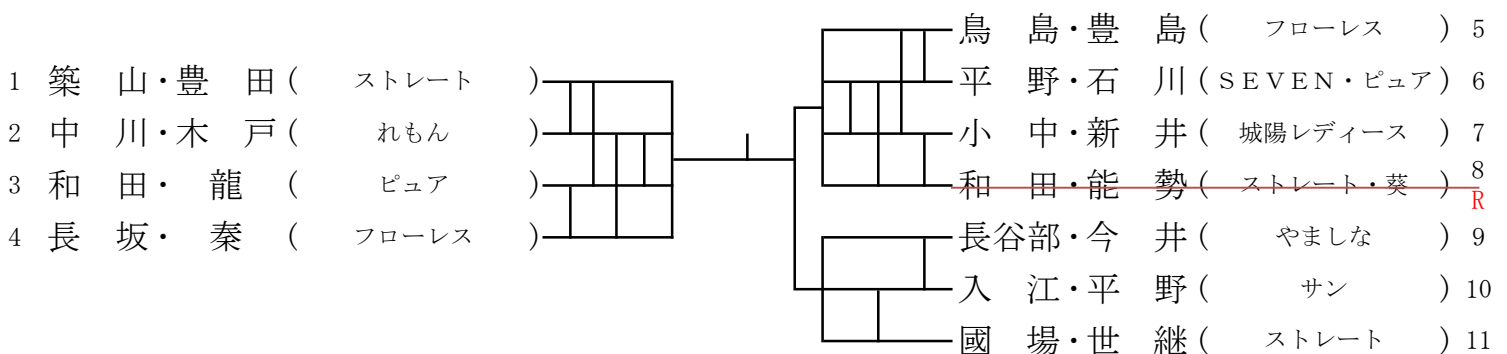 1 築 山・豊 田 ( ストレート )
2 中 川・木 戸 ( れもん )
3 和 田・ 龍 ( ピュア )
4 長 坂・ 秦 ( フローレス )
鳥 島・豊 島 ( フローレス ) 5
平 野・石 川 ( SEVEN・ピュア ) 6
小 中・新 井 ( 城陽レディース ) 7
和 田・能 勢 ( ストレート・葵 ) 8
R
長谷部・今 井 ( やましな ) 9
入 江・平 野 ( サン ) 10
國 場・世 継 ( ストレート ) 11